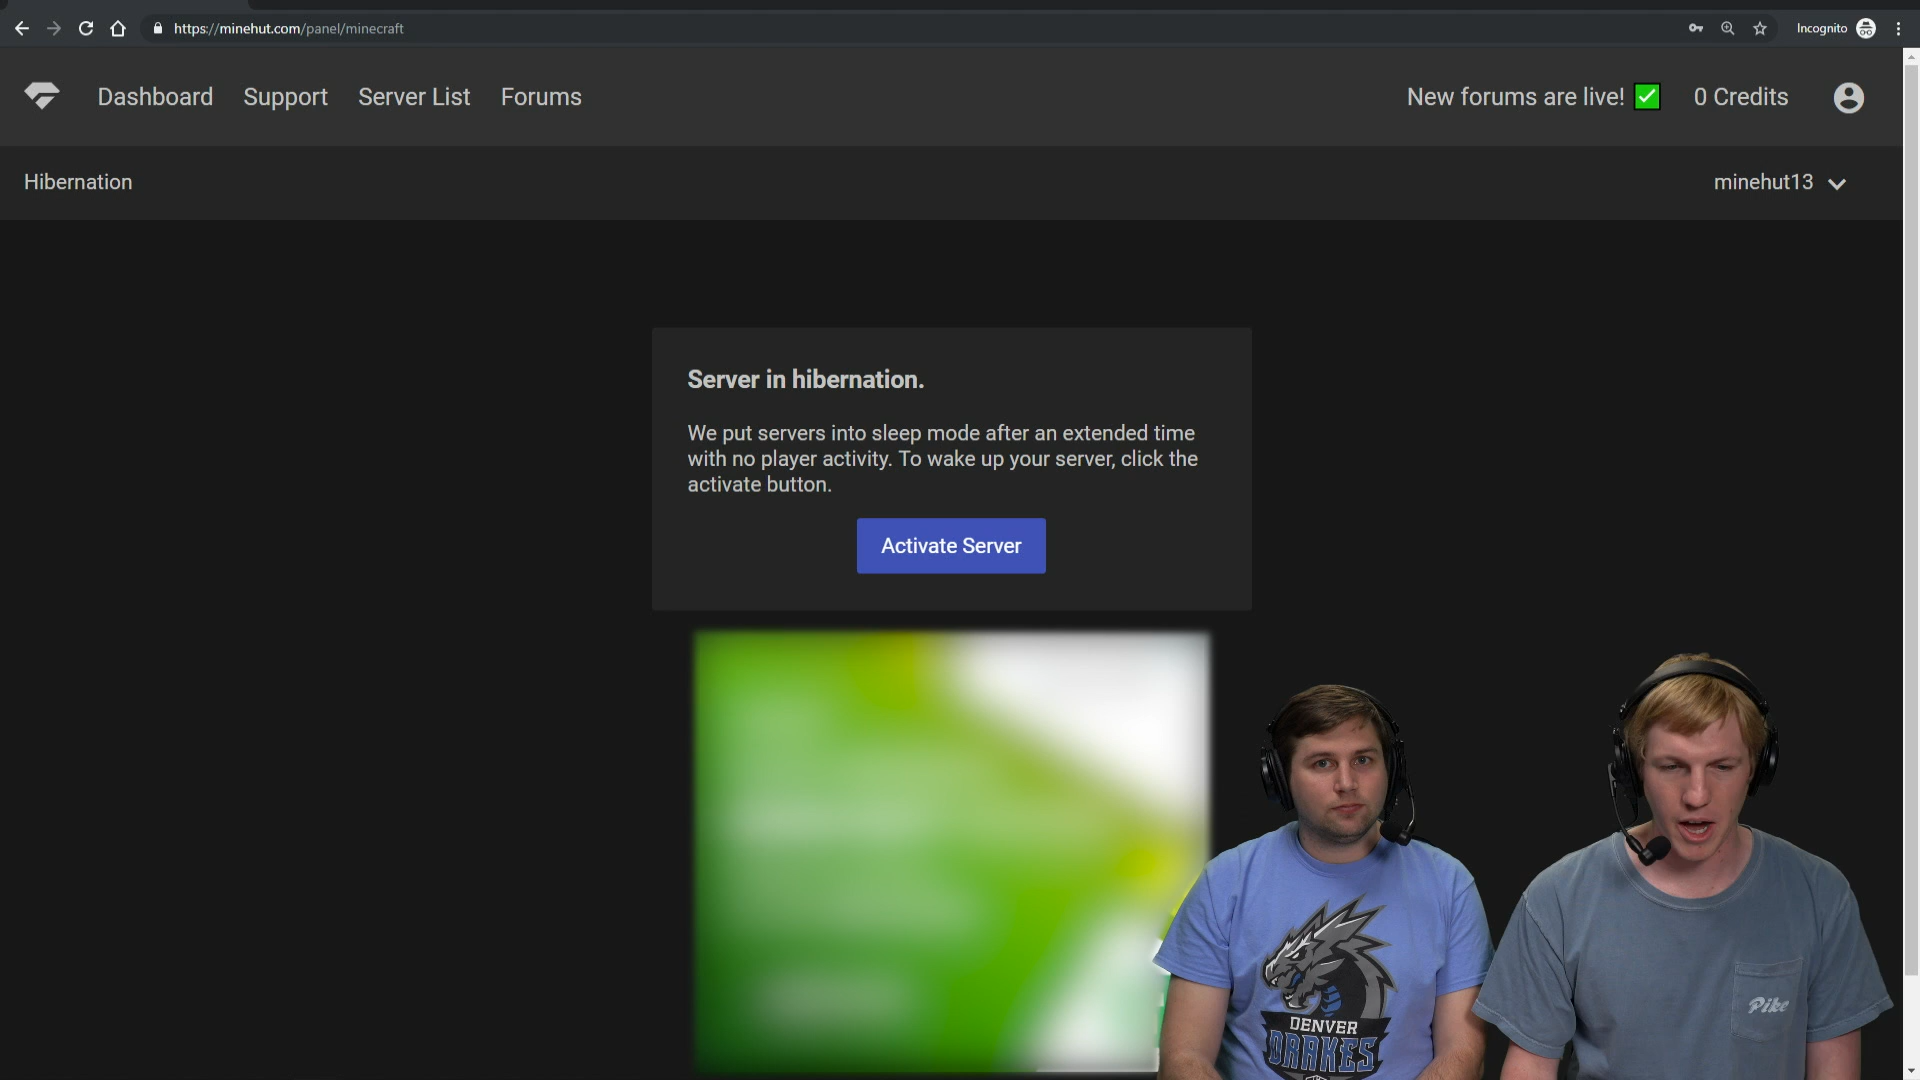 https://minehut.com/panel/minecraft
Incognito
Dashboard
Support
Server List
Forums
New forums are live!
0 Credits
Hibernation
minehut13
Server in hibernation.
We put servers into sleep mode after an extended time
with no player activity. To wake up your server, click the
activate button.
Activate Server
DENVER
DRAKES
Pike